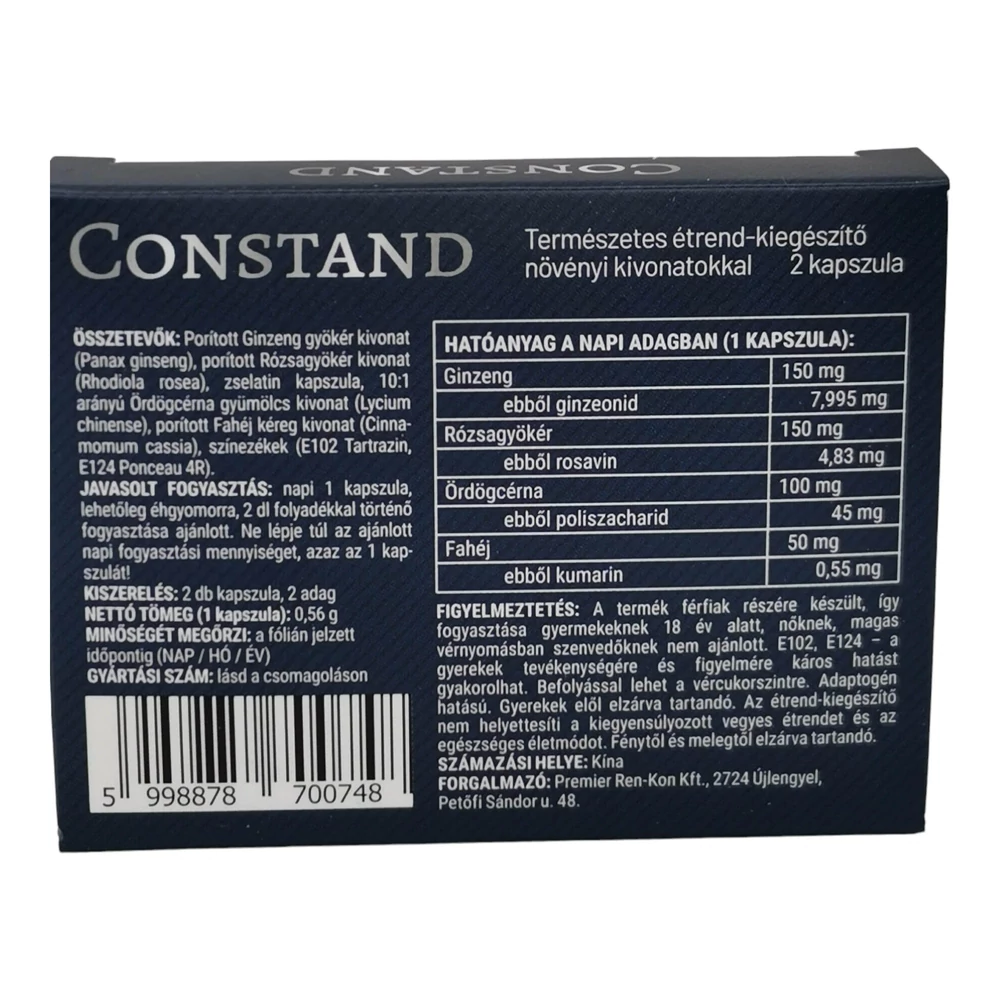 CONSTAND
CONSTAND
Természetes étrend-kiegészítő
növényi kivonatokkal 2 kapszula
ÖSSZETEVŐK: Porított Ginzeng gyökér kivonat
(Panax ginseng), porított Rózsagyökér kivonat
(Rhodiola rosea), zselatin kapszula, 10:1
arányú Ördögcérna gyümölcs kivonat (Lycium
chinense), porított Fahéj kéreg kivonat (Cinna-
momum cassia), színezékek (E102 Tartrazin,
E124 Ponceau 4R).
JAVASOLT FOGYASZTÁS: napi 1 kapszula,
lehetőleg éhgyomorra, 2 dl folyadékkal történő
fogyasztása ajánlott. Ne lépje túl az ajánlott
napi fogyasztási mennyiséget, azaz az 1 kap-
szulát!
KISZERELÉS: 2 db kapszula, 2 adag
NETTÓ TÖMEG (1 kapszula): 0,56 g
MINŐSÉGÉT MEGŐRZI: a fólián jelzett
időpontig (NAP / HÓ / ÉV)
GYÁRTÁSI SZÁM: lásd a csomagoláson
5 998878 700748
HATÓANYAG A NAPI ADAGBAN (1 KAPSZULA):
Ginzeng 150 mg
ebből ginzeonid 7,995 mg
Rózsagyökér 150 mg
ebből rosavin 4,83 mg
Ördögcérna 100 mg
ebből poliszacharid 45 mg
Fahéj 50 mg
ebből kumarin 0,55 mg
FIGYELMEZTETÉS: A termék férfiak részére készült, így
fogyasztása gyermekeknek 18 év alatt, nőknek, magas
vérnyomásban szenvedőknek nem ajánlott. E102, E124 – a
gyerekek tevékenységére és figyelmére káros hatást
gyakorolhat. Befolyással lehet a vércukorszintre. Adaptogén
hatású. Gyerekek elől elzárva tartandó. Az étrend-kiegészítő
nem helyettesíti a kiegyensúlyozott vegyes étrendet és az
egészséges életmódot. Fénytől és melegtől elzárva tartandó.
SZÁRMAZÁSI HELYE: Kína
FORGALMAZÓ: Premier Ren-Kon Kft., 2724 Újlengyel,
Petőfi Sándor u. 48.